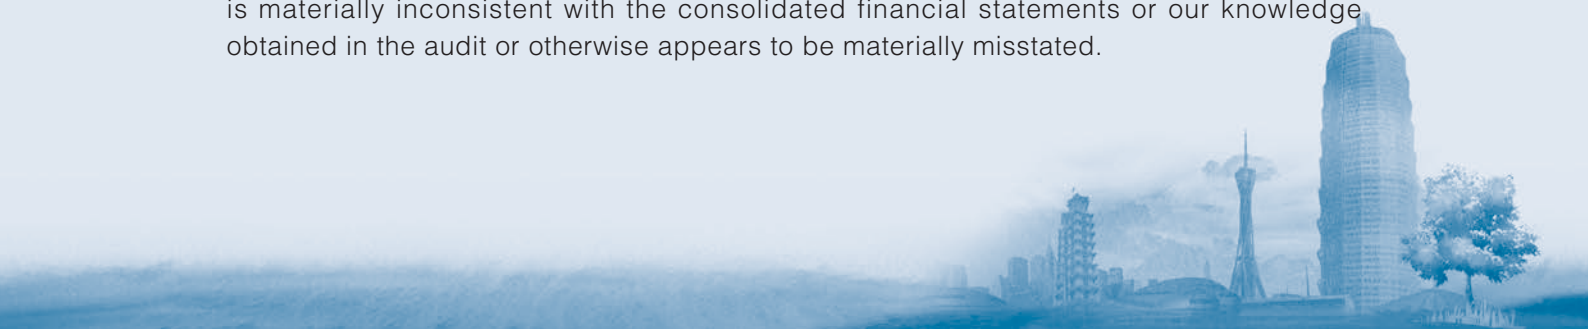 is materially inconsistent with the consolidated financial statements or our knowledge
obtained in the audit or otherwise appears to be materially misstated.